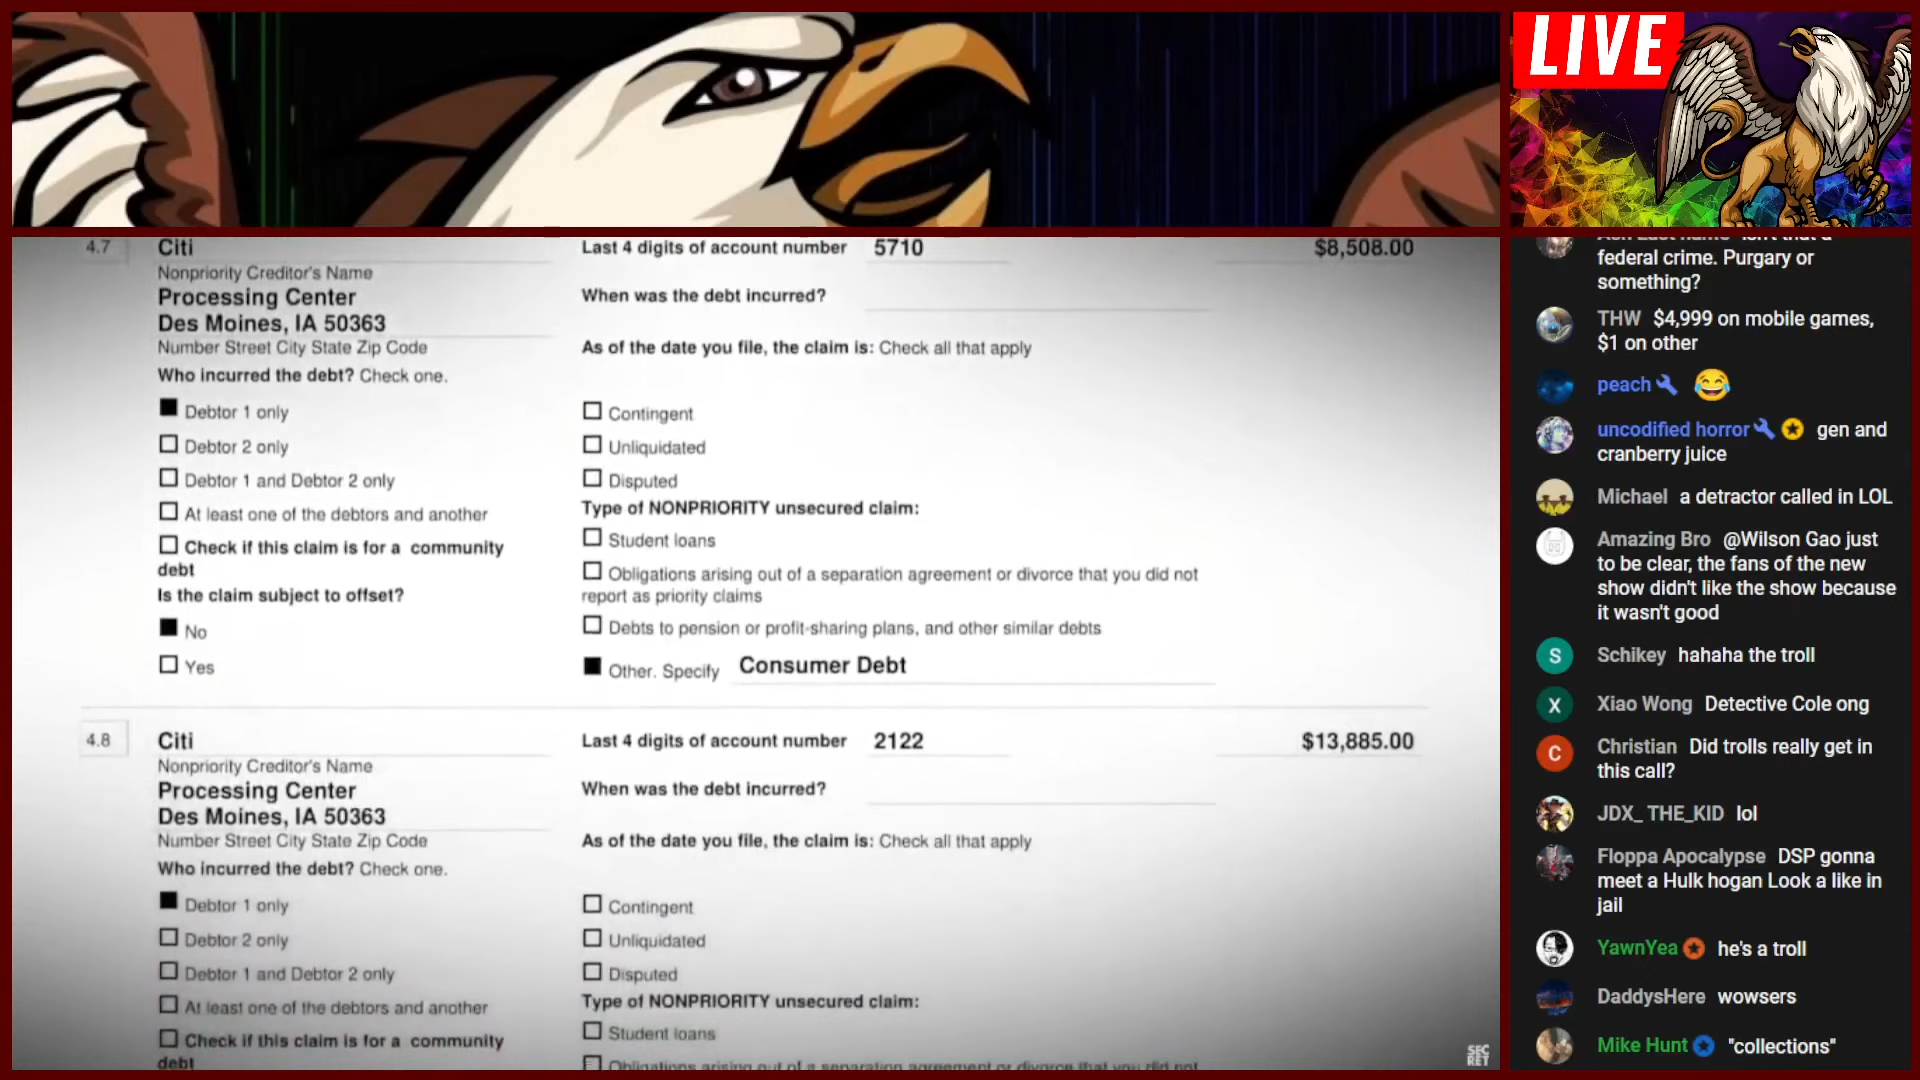 LIVE
4.7 Citi Last 4 digits of account number 5710 $8,508.00
Nonpriority Creditor's Name
Processing Center When was the debt incurred?
Des Moines, IA 50363
Number Street City State Zip Code As of the date you file, the claim is: Check all that apply
Who incurred the debt? Check one.
Debtor 1 only Contingent
Debtor 2 only Unliquidated
Debtor 1 and Debtor 2 only Disputed
Type of NONPRIORITY unsecured claim:
At least one of the debtors and another
Student loans
Check if this claim is for a community
debt
Obligations arising out of a separation agreement or divorce that you did not
report as priority claims
Is the claim subject to offset?
No Debts to pension or profit-sharing plans, and other similar debts
Yes Other. Specify Consumer Debt
4.8 Citi Last 4 digits of account number 2122 $13,885.00
Nonpriority Creditor's Name
Processing Center When was the debt incurred?
Des Moines, IA 50363
Number Street City State Zip Code As of the date you file, the claim is: Check all that apply
Who incurred the debt? Check one.
Debtor 1 only Contingent
Debtor 2 only Unliquidated
Debtor 1 and Debtor 2 only Disputed
Type of NONPRIORITY unsecured claim:
At least one of the debtors and another
Student loans
Check if this claim is for a community
debt
Obligations arising out of a separation agreement or divorce that you did not
SEC
RET
federal crime. Purgary or
something?
THW $4,999 on mobile games,
$1 on other
peach 😂
uncodified horror gen and
cranberry juice
Michael a detractor called in LOL
Amazing Bro @Wilson Gao just
to be clear, the fans of the new
show didn't like the show because
it wasn't good
S Schikey hahaha the troll
X Xiao Wong Detective Cole ong
C Christian Did trolls really get in
this call?
JDX_ THE_KID lol
Floppa Apocalypse DSP gonna
meet a Hulk hogan Look a like in
jail
YawnYea he's a troll
DaddysHere wowsers
Mike Hunt "collections"